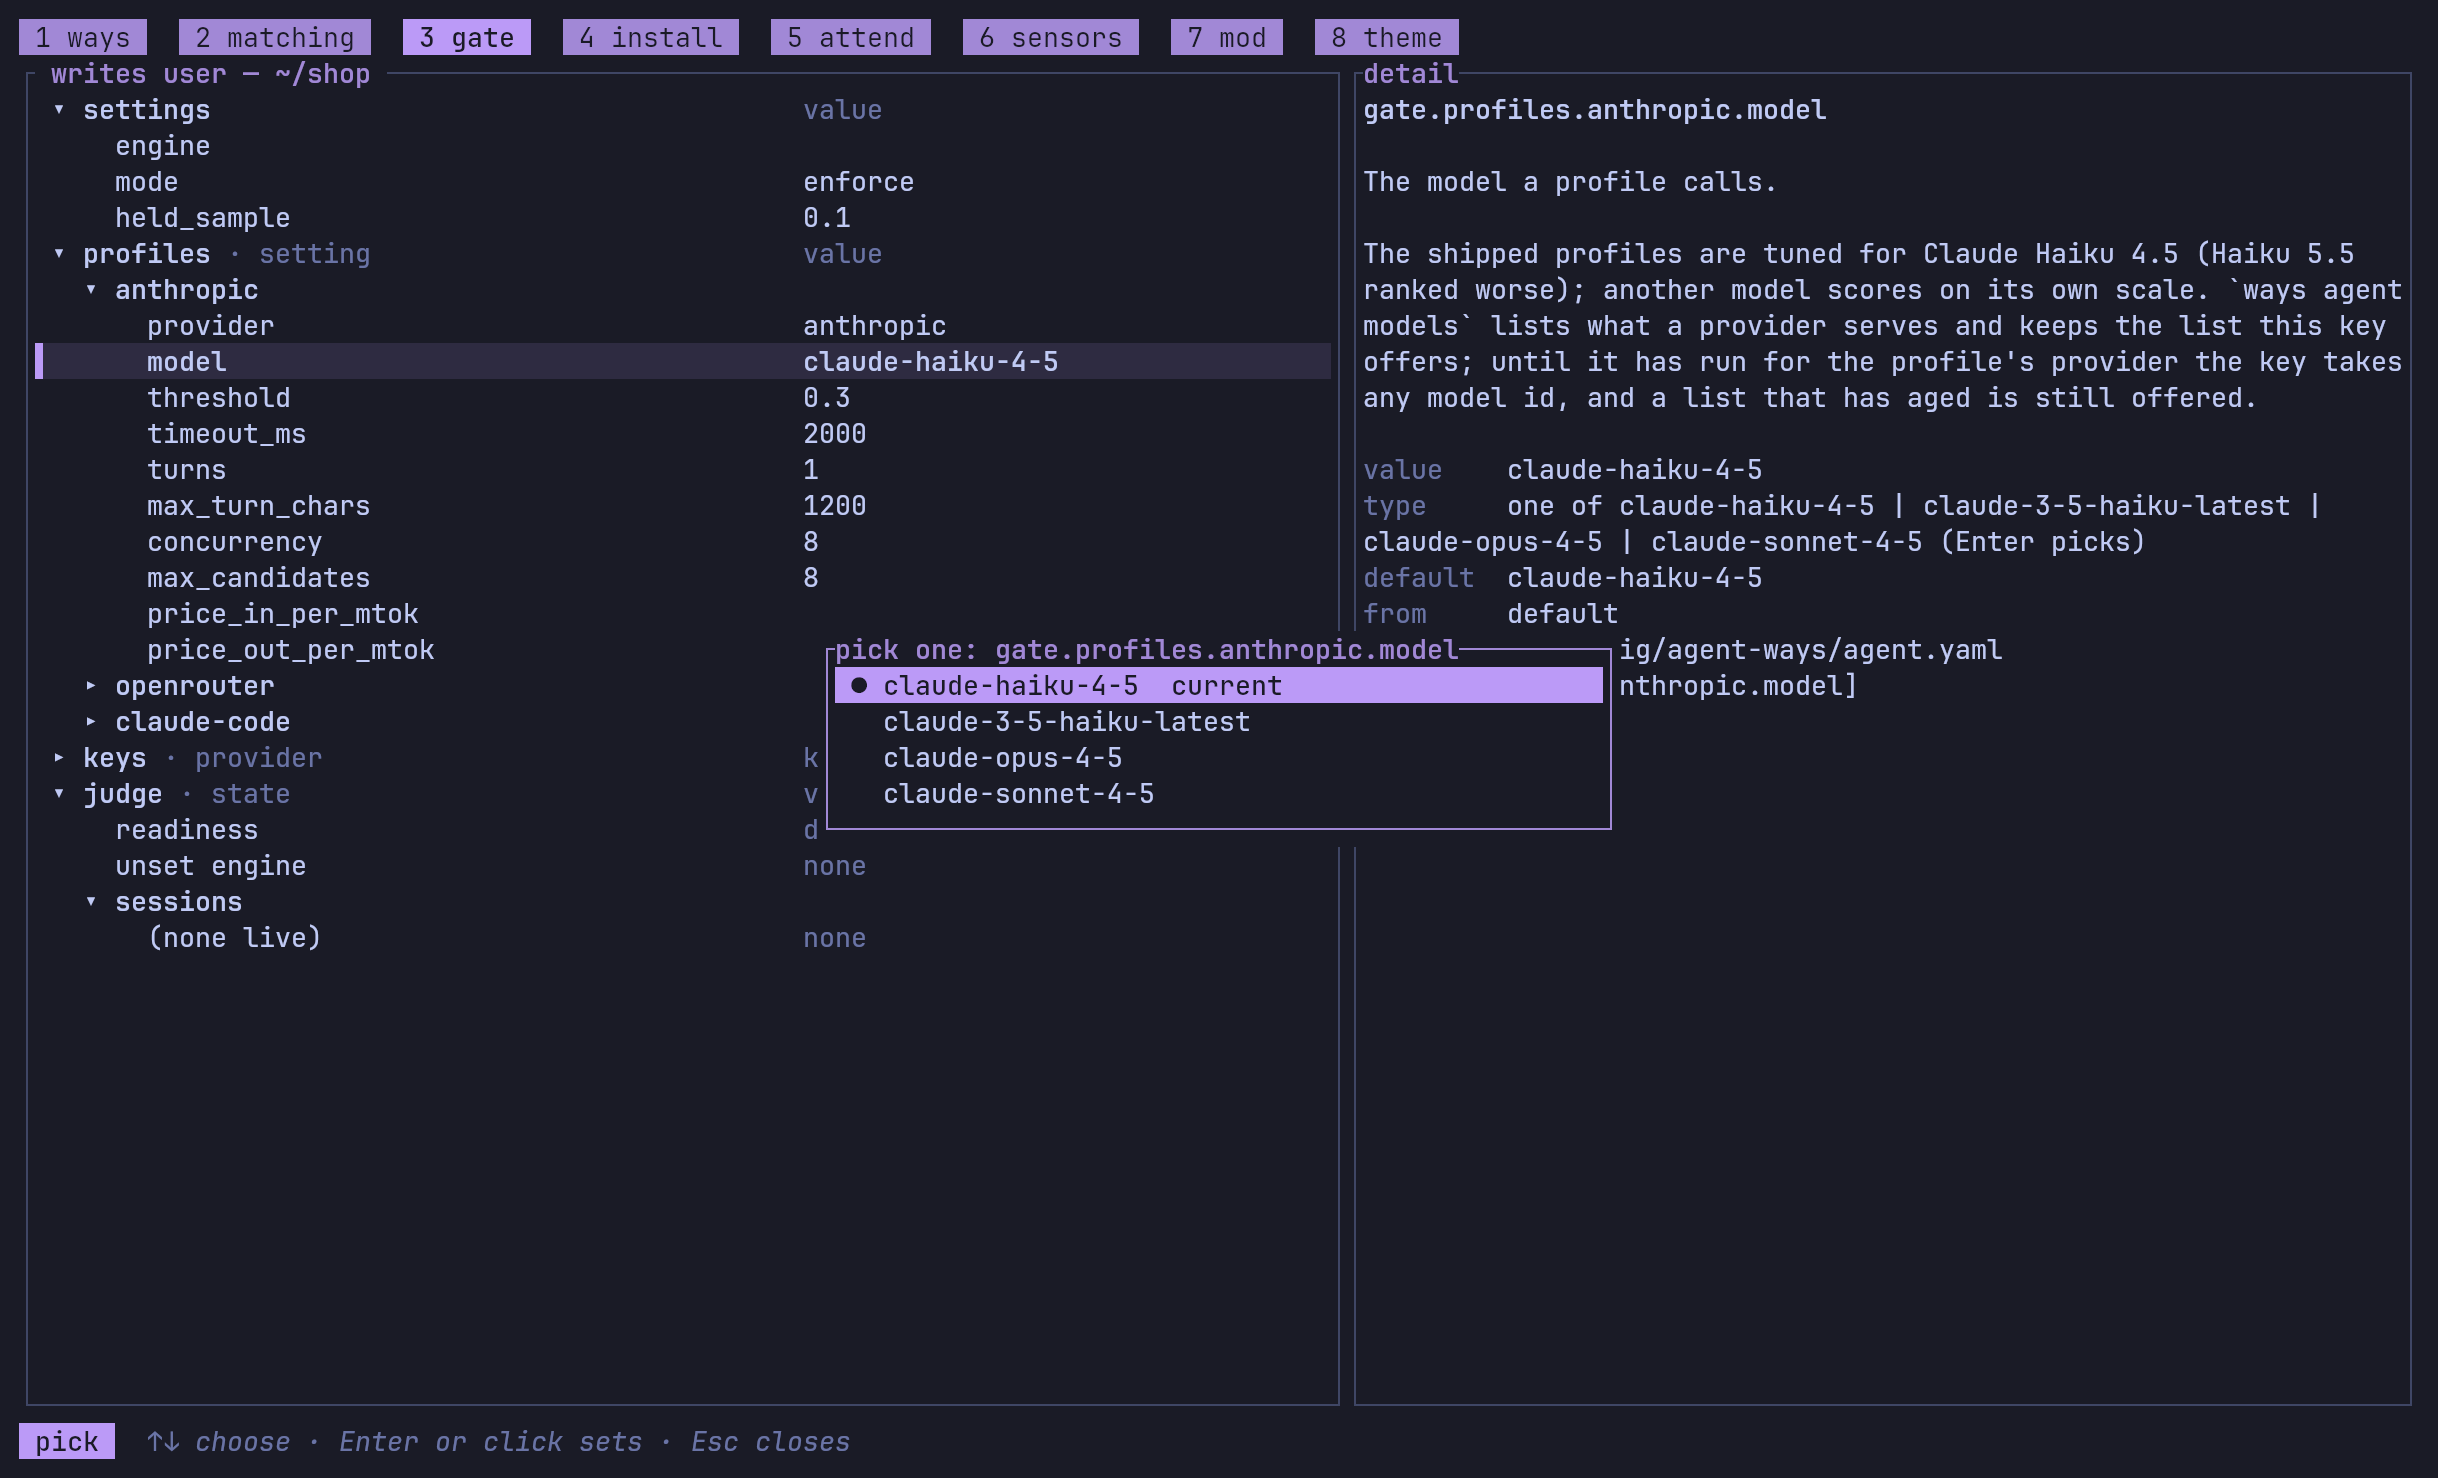 1 ways 2 matching 3 gate 4 install 5 attend 6 sensors 7 mod 8 theme
writes user — ~/shop
▾ settings value
engine
mode enforce
held_sample 0.1
▾ profiles · setting value
▾ anthropic
provider anthropic
model claude-haiku-4-5
threshold 0.3
timeout_ms 2000
turns 1
max_turn_chars 1200
concurrency 8
max_candidates 8
price_in_per_mtok
price_out_per_mtok
▸ openrouter
▸ claude-code
▸ keys · provider k
▾ judge · state v
readiness d
unset engine none
▾ sessions
(none live) none
detail
gate.profiles.anthropic.model
The model a profile calls.
The shipped profiles are tuned for Claude Haiku 4.5 (Haiku 5.5
ranked worse); another model scores on its own scale. `ways agent
models` lists what a provider serves and keeps the list this key
offers; until it has run for the profile's provider the key takes
any model id, and a list that has aged is still offered.
value claude-haiku-4-5
type one of claude-haiku-4-5 | claude-3-5-haiku-latest |
claude-opus-4-5 | claude-sonnet-4-5 (Enter picks)
default claude-haiku-4-5
from default
ig/agent-ways/agent.yaml
nthropic.model]
pick one: gate.profiles.anthropic.model
● claude-haiku-4-5 current
claude-3-5-haiku-latest
claude-opus-4-5
claude-sonnet-4-5
pick ↑↓ choose · Enter or click sets · Esc closes